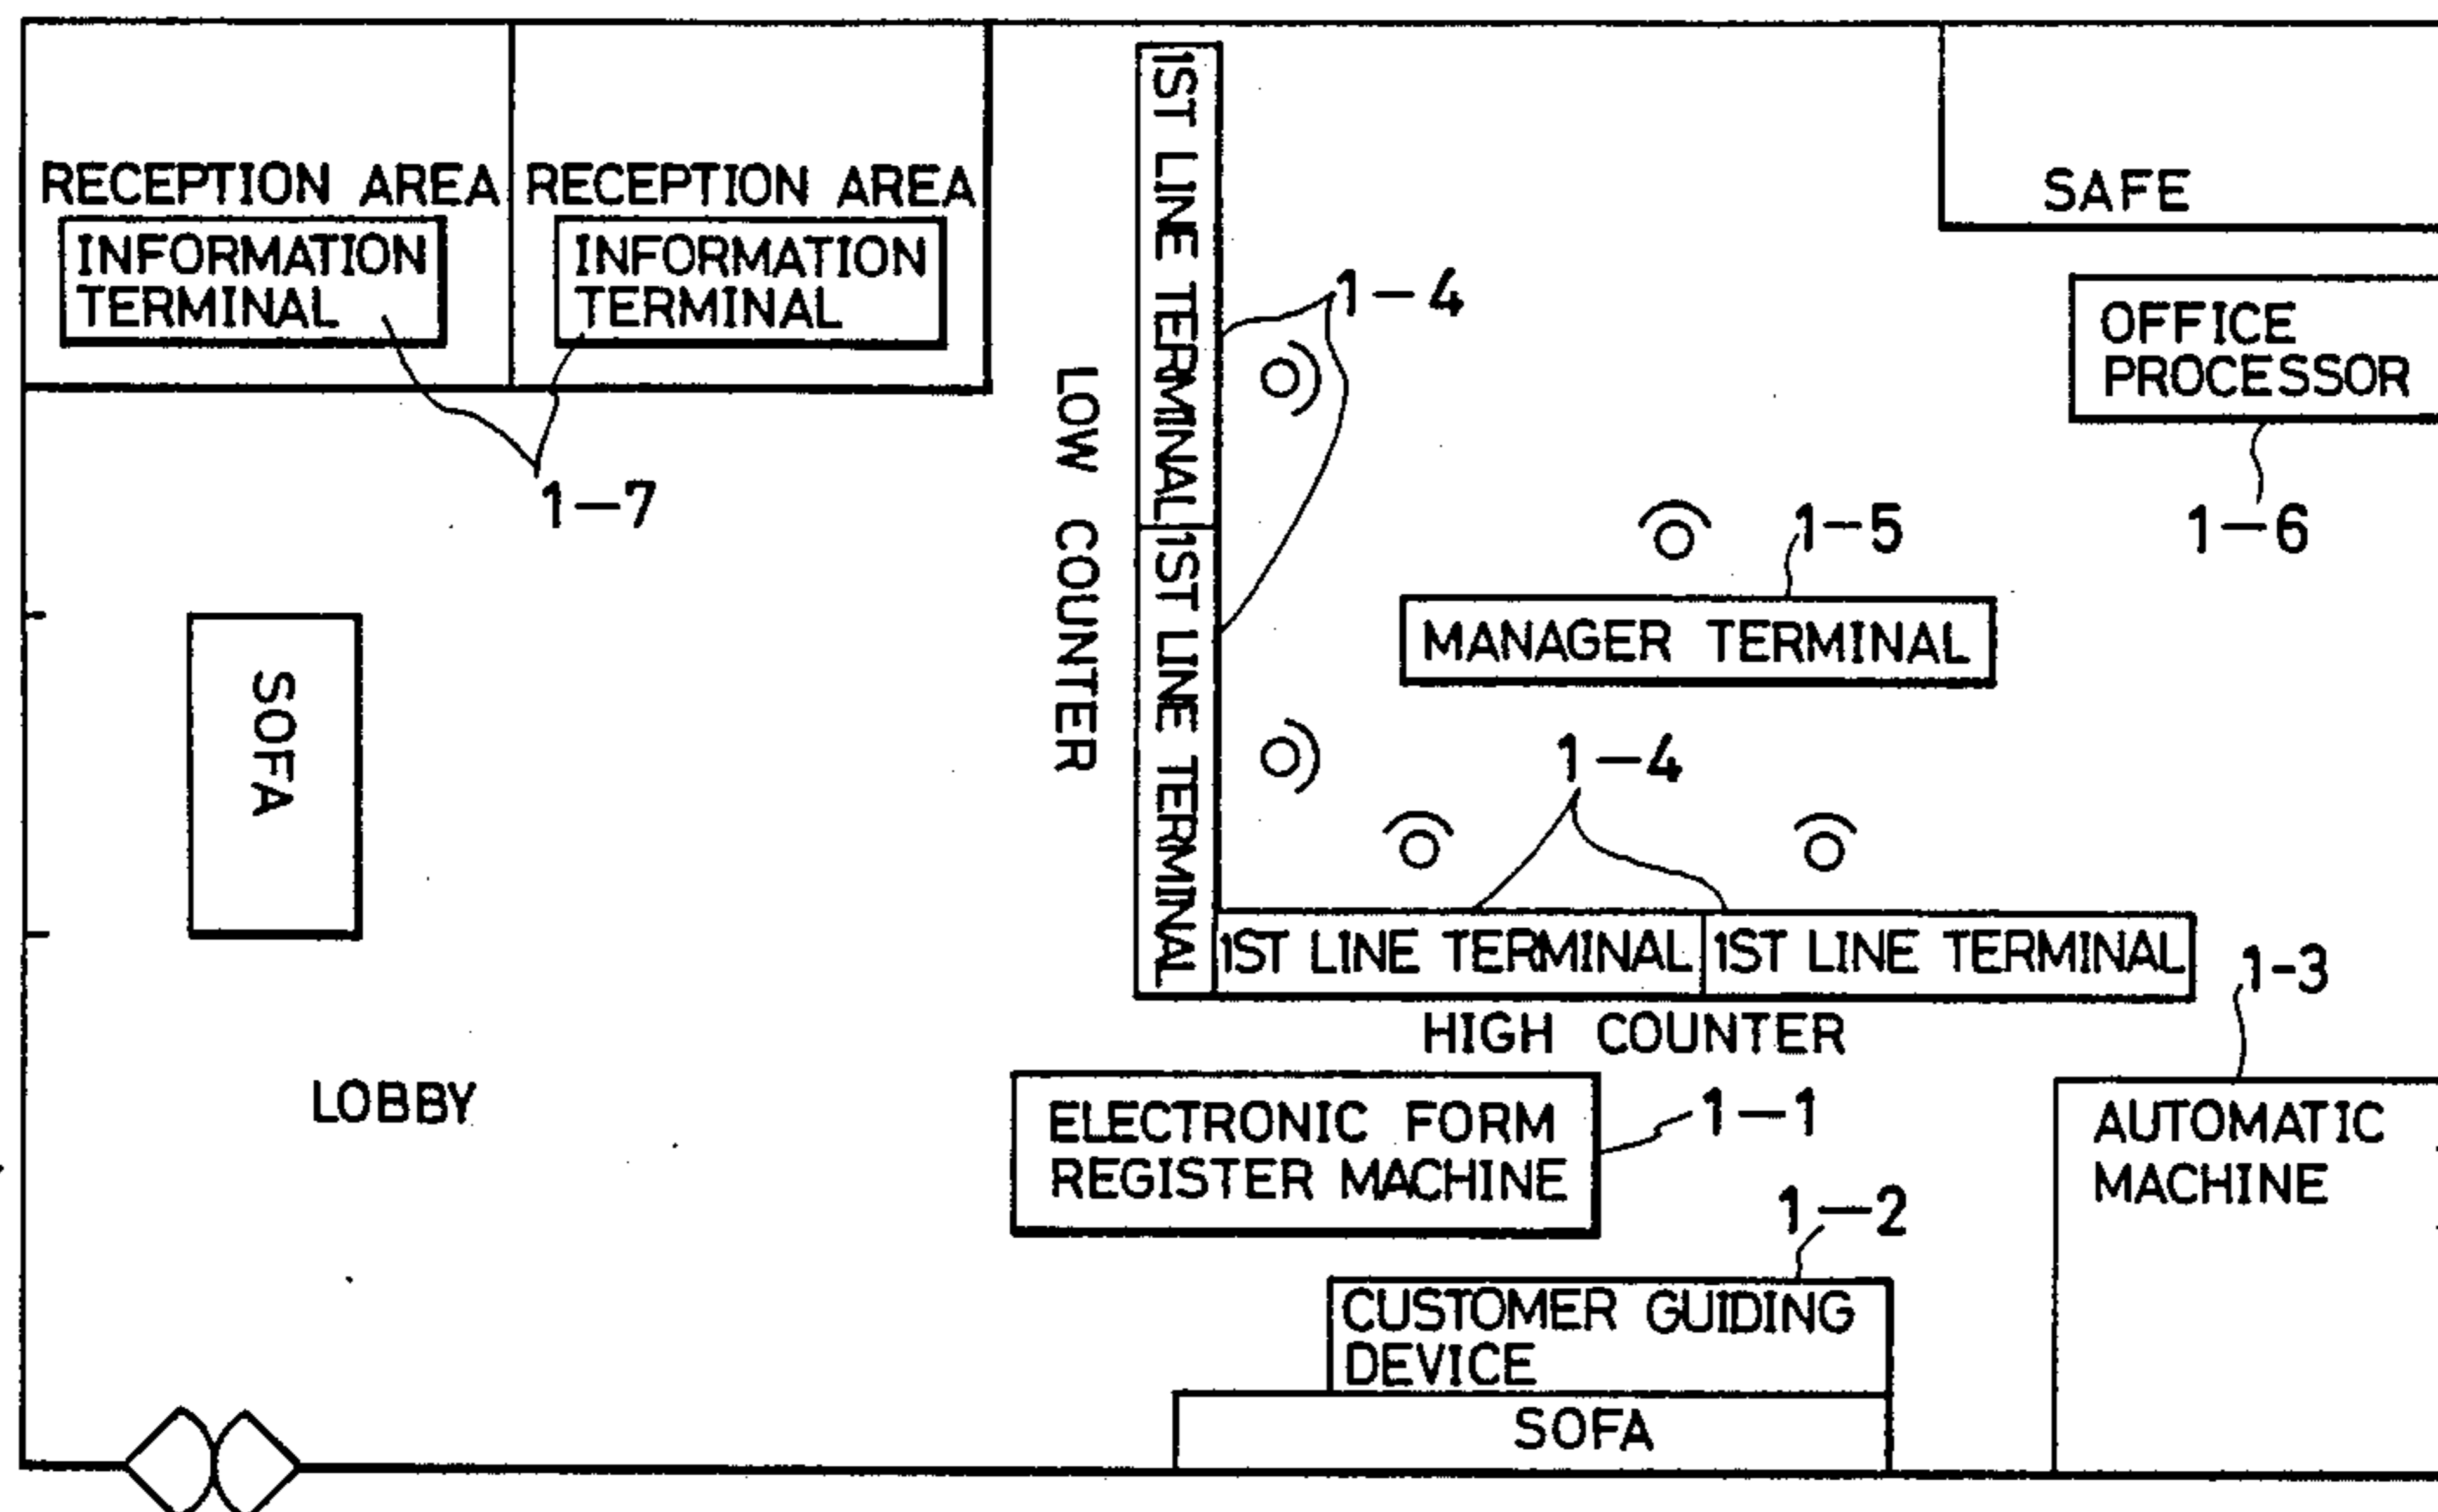 RECEPTION AREA
INFORMATION
TERMINAL
RECEPTION AREA
INFORMATION
TERMINAL
1-7
SOFA
LOBBY
LOW COUNTER
1ST LINE TERMINAL
1ST LINE TERMINAL
1-4
SAFE
OFFICE
PROCESSOR
1-6
1-5
MANAGER TERMINAL
1-4
1ST LINE TERMINAL
1ST LINE TERMINAL
HIGH COUNTER
1-3
AUTOMATIC
MACHINE
ELECTRONIC FORM
REGISTER MACHINE
1-1
1-2
CUSTOMER GUIDING
DEVICE
SOFA